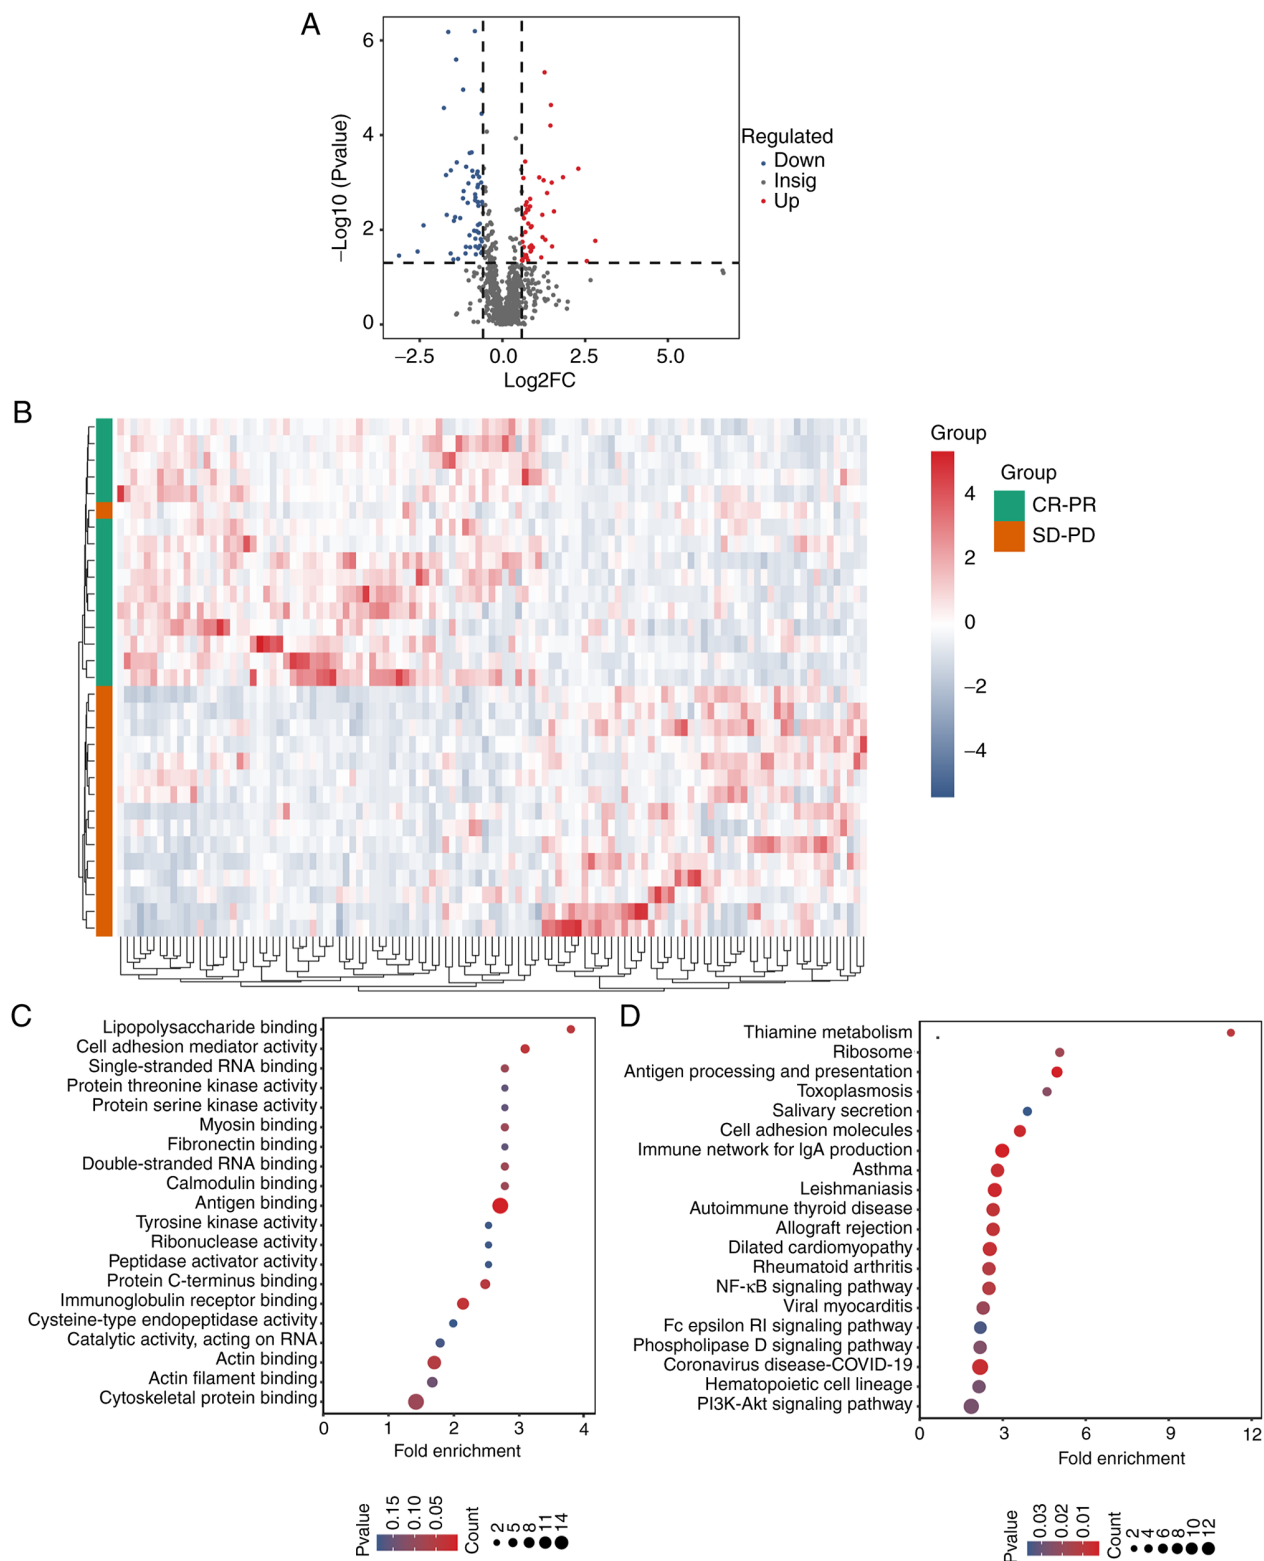 A
6
4
2
0
−Log10 (Pvalue)
−2.5 0.0 2.5 5.0
Log2FC
Regulated
Down
Insig
Up
B
Group
4
2
0
−2
−4
Group
CR-PR
SD-PD
C
Lipopolysaccharide binding
Cell adhesion mediator activity
Single-stranded RNA binding
Protein threonine kinase activity
Protein serine kinase activity
Myosin binding
Fibronectin binding
Double-stranded RNA binding
Calmodulin binding
Antigen binding
Tyrosine kinase activity
Ribonuclease activity
Peptidase activator activity
Protein C-terminus binding
Immunoglobulin receptor binding
Cysteine-type endopeptidase activity
Catalytic activity, acting on RNA
Actin binding
Actin filament binding
Cytoskeletal protein binding
0 1 2 3 4
Fold enrichment
Pvalue 0.15 0.10 0.05
Count 2 5 8 11 14
D
Thiamine metabolism
Ribosome
Antigen processing and presentation
Toxoplasmosis
Salivary secretion
Cell adhesion molecules
Immune network for IgA production
Asthma
Leishmaniasis
Autoimmune thyroid disease
Allograft rejection
Dilated cardiomyopathy
Rheumatoid arthritis
NF-κB signaling pathway
Viral myocarditis
Fc epsilon RI signaling pathway
Phospholipase D signaling pathway
Coronavirus disease-COVID-19
Hematopoietic cell lineage
PI3K-Akt signaling pathway
0 3 6 9 12
Fold enrichment
Pvalue 0.03 0.02 0.01
Count 2 4 6 8 10 12